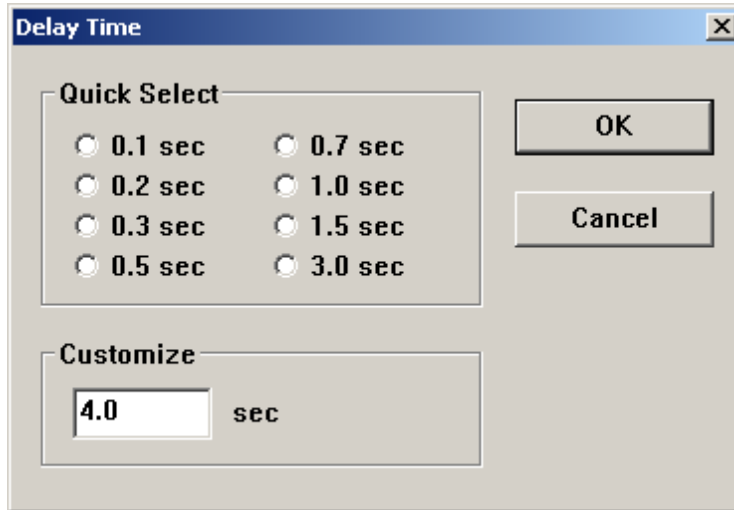 Delay Time
Quick Select
0.1 sec 0.7 sec
0.2 sec 1.0 sec
0.3 sec 1.5 sec
0.5 sec 3.0 sec
OK
Cancel
Customize
4.0 sec